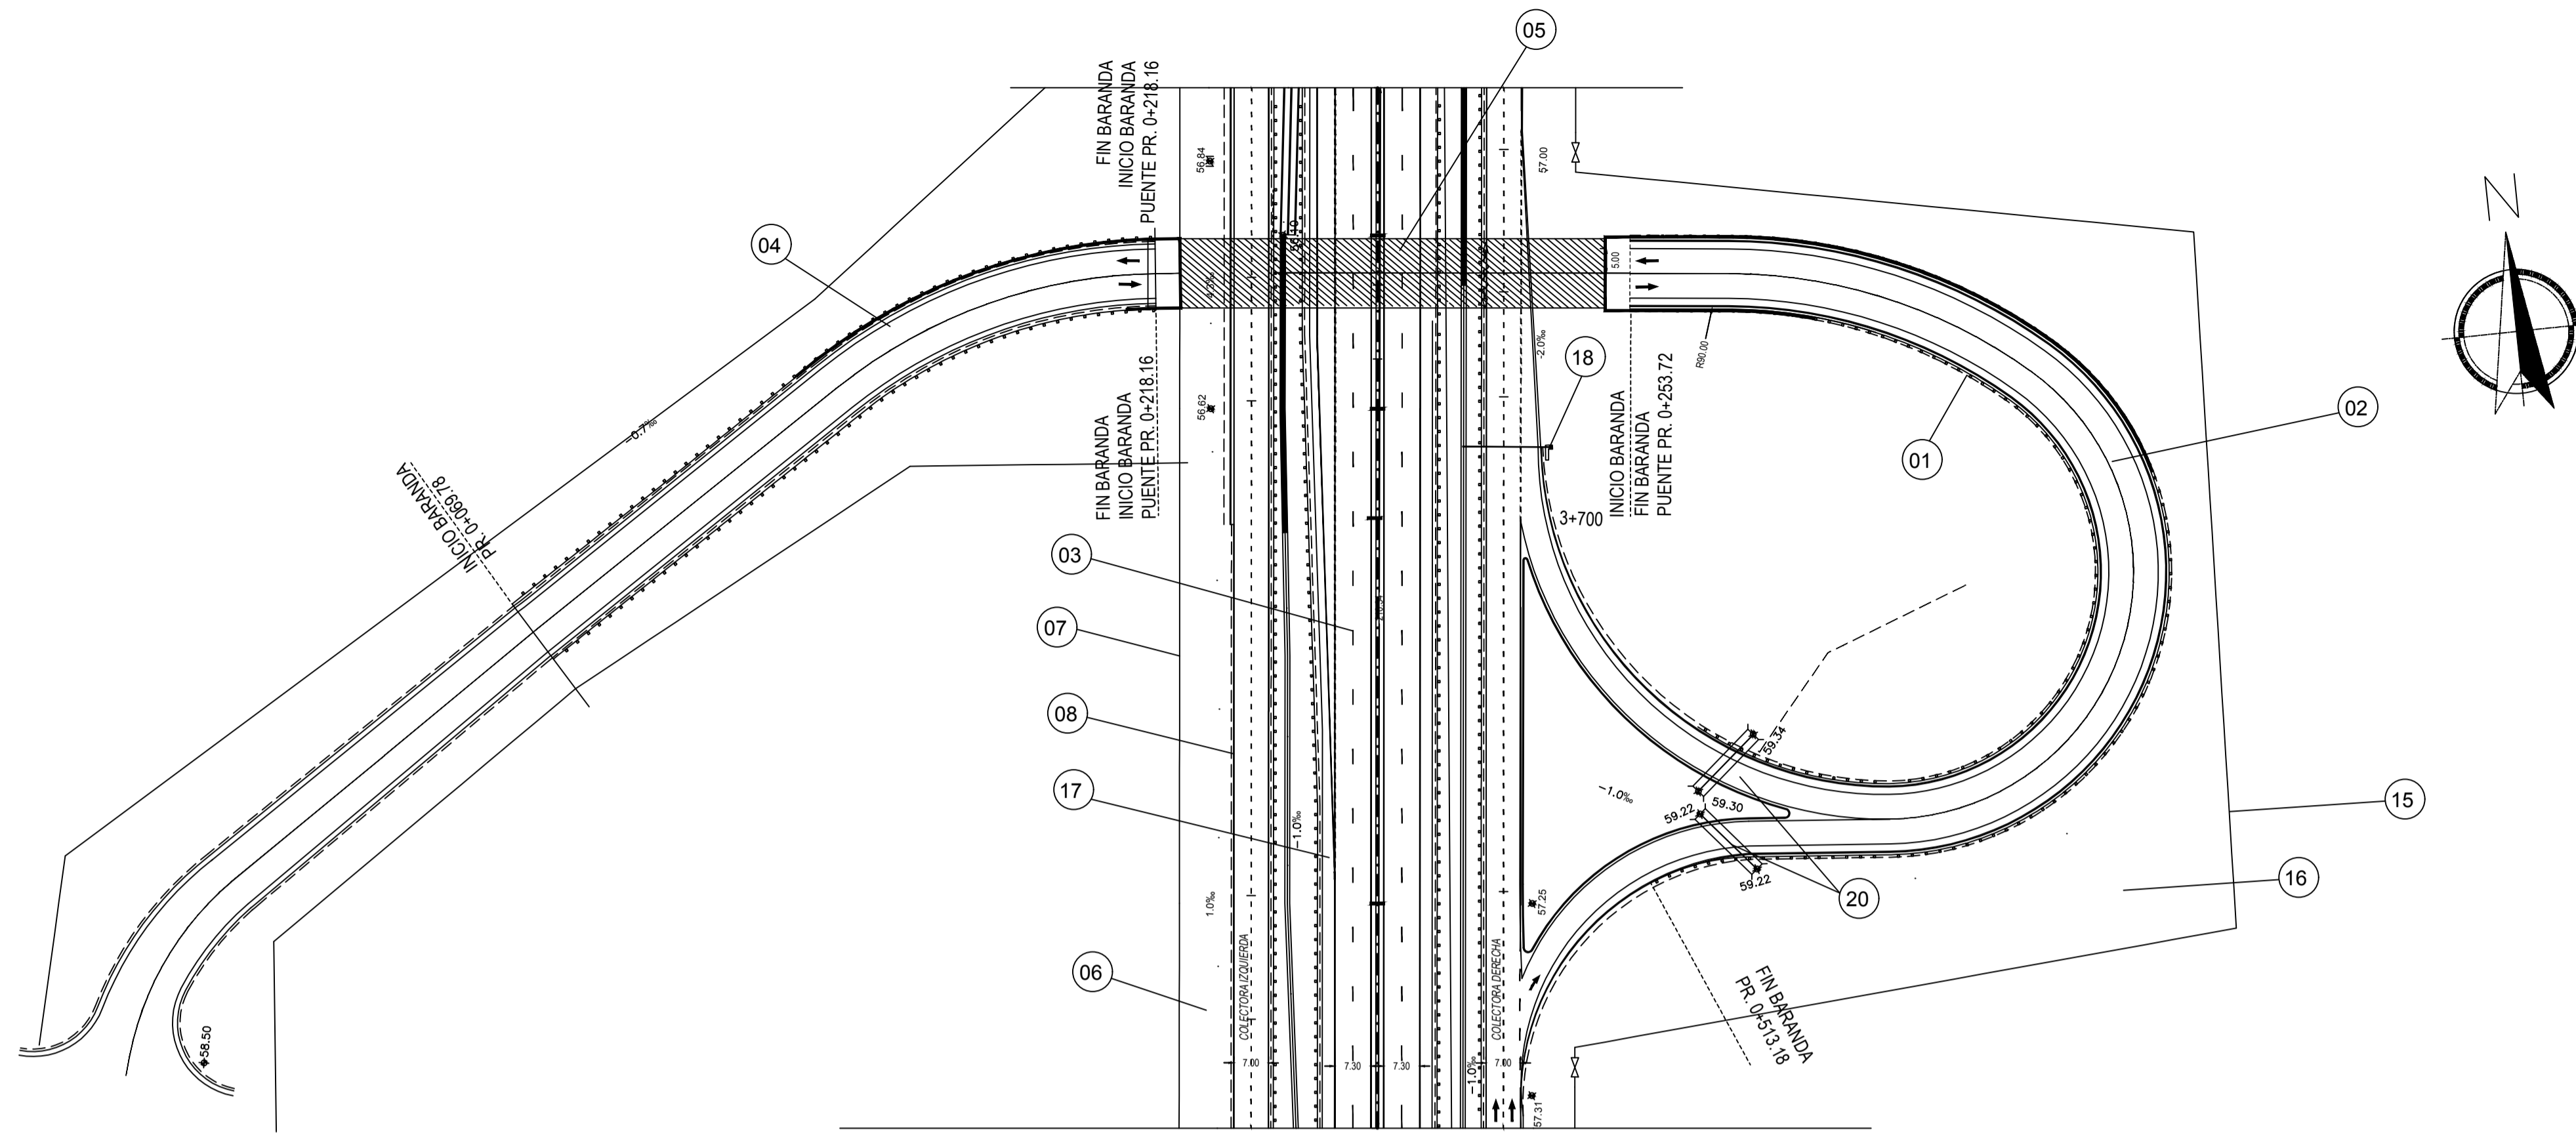 05
FIN BARANDA
INICIO BARANDA
PUENTE PR. 0+218.16
56.84
57.00
N
04
5.00
-2.0‰
R90.00
18
56.62
FIN BARANDA
INICIO BARANDA
PUENTE PR. 0+218.16
INICIO BARANDA
FIN BARANDA
PUENTE PR. 0+253.72
02
01
-0.7‰
INICIO BARANDA
PR. 0+069.78
3+700
03
07
08
17
59.34
-1.0‰
59.30
59.22
59.22
15
-1.0‰
16
20
57.25
1.0‰
06
COLECTORA IZQUIERDA
COLECTORA DERECHA
FIN BARANDA
PR. 0+513.18
58.50
7.00
7.30
7.30
-1.0‰
7.00
57.31